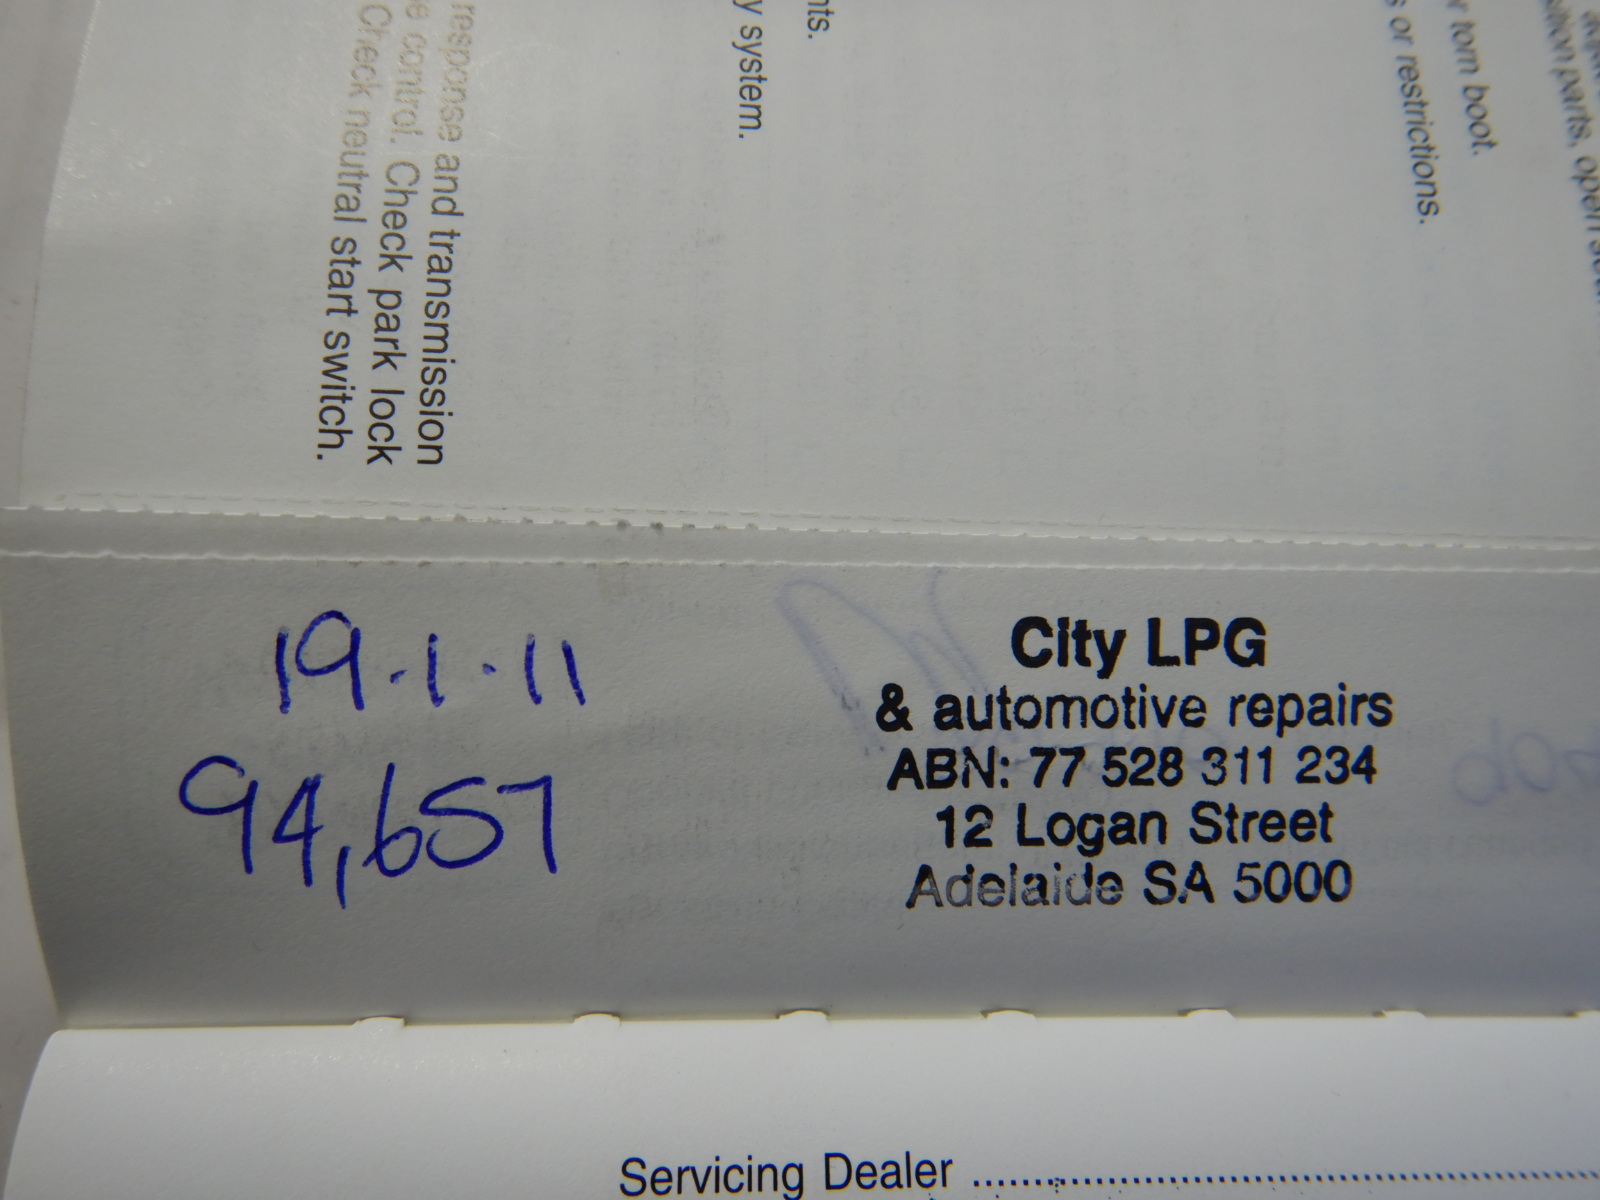 response and transmission
control. Check park lock
Check neutral start switch.
system.
torn boot.
or restrictions.
parts, open
19.1.11
94,657
City LPG
& automotive repairs
ABN: 77 528 311 234
12 Logan Street
Adelaide SA 5000
Servicing Dealer